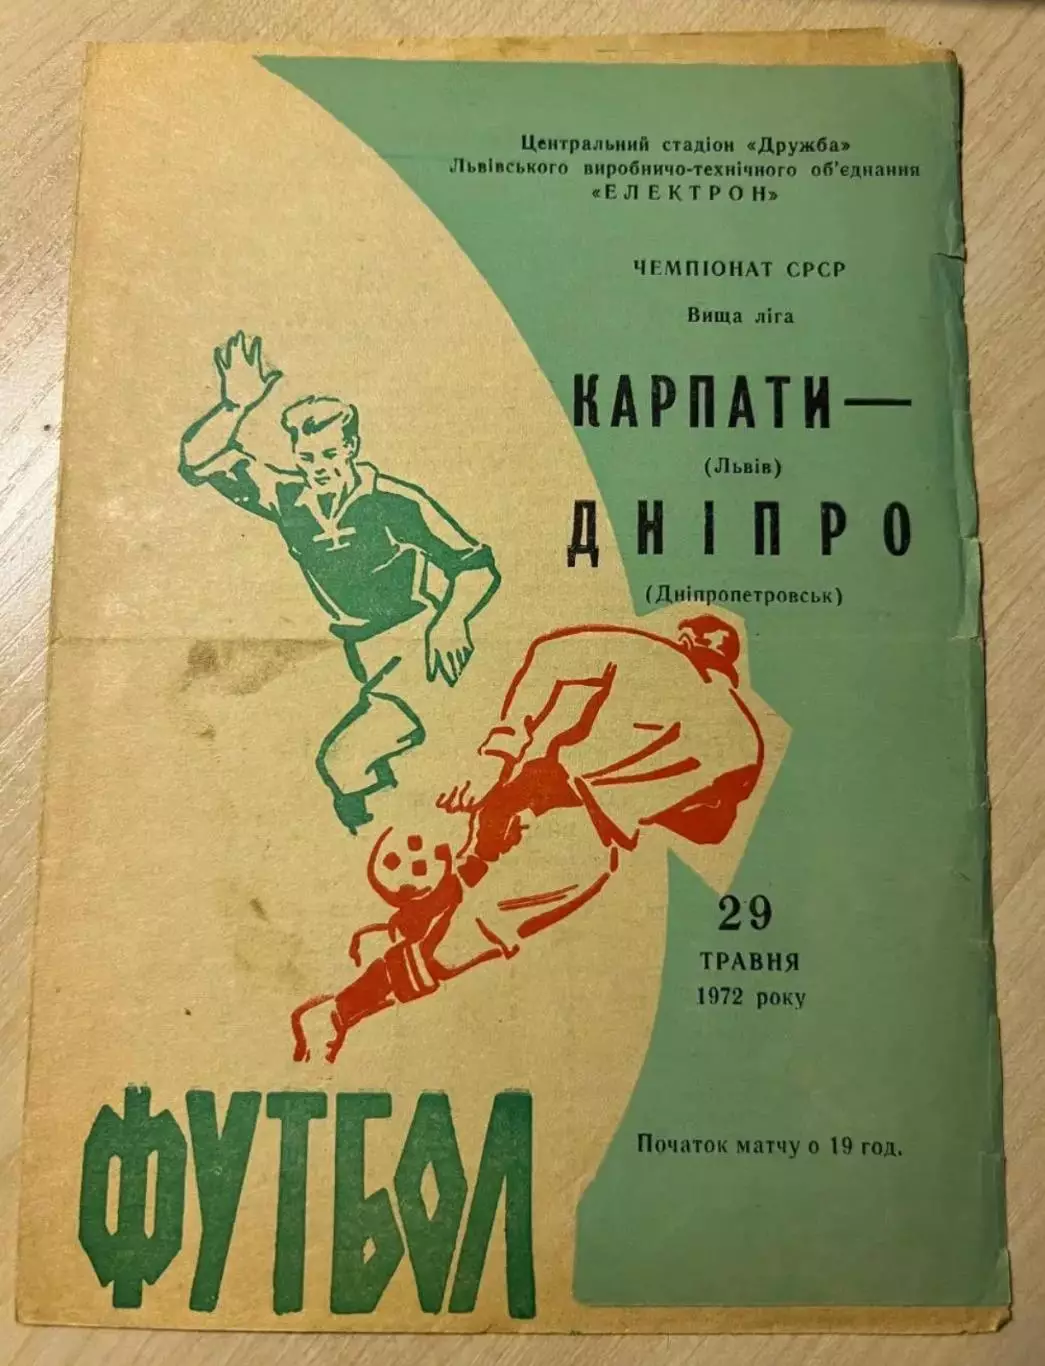 Центральний стадіон «Дружба»
Львівського виробничо-технічного об'єднання
«ЕЛЕКТРОН»
ЧЕМПІОНАТ СРСР
Вища ліга
КАРПАТИ—
(Львів)
ДНІПРО
(Дніпропетровськ)
29
ТРАВНЯ
1972 року
Початок матчу о 19 год.
ФУТБОЛ